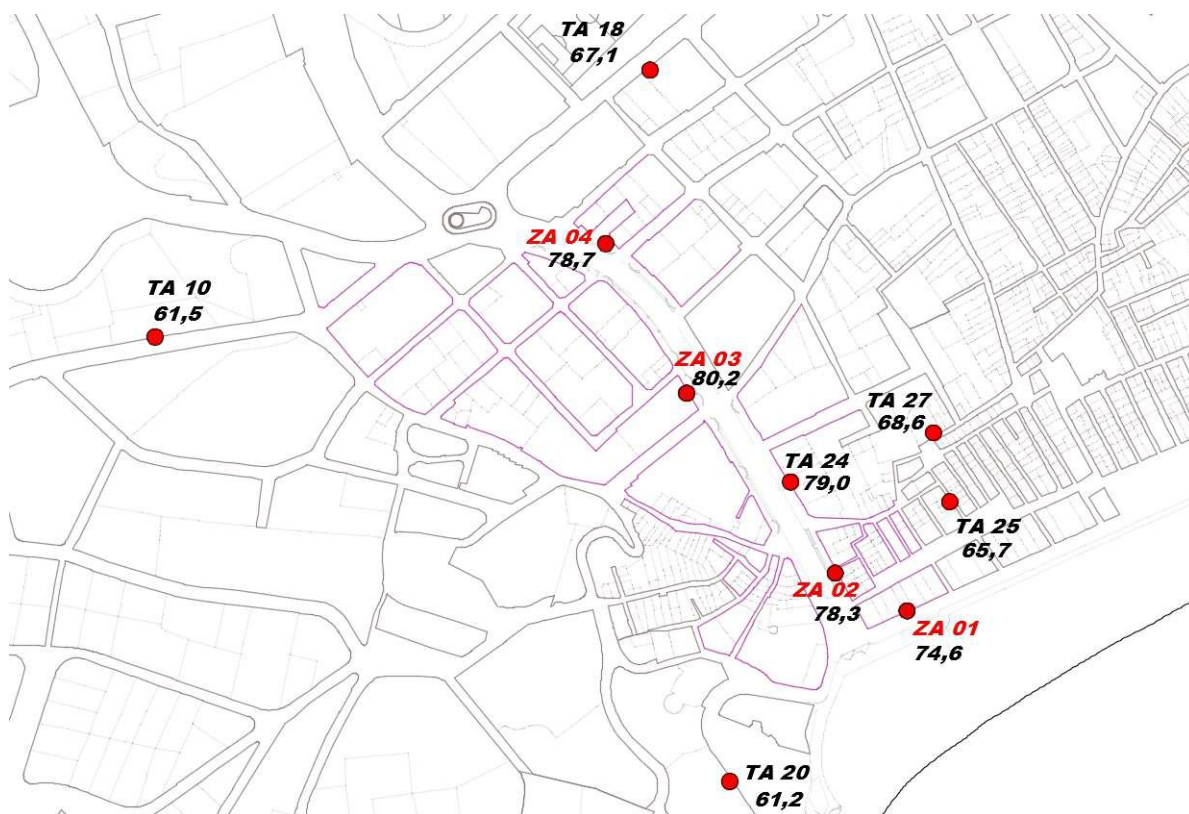 TA 18
67,1
ZA 04
78,7
TA 10
61,5
ZA 03
80,2
TA 27
68,6
TA 24
79,0
TA 25
65,7
ZA 02
78,3
ZA 01
74,6
TA 20
61,2